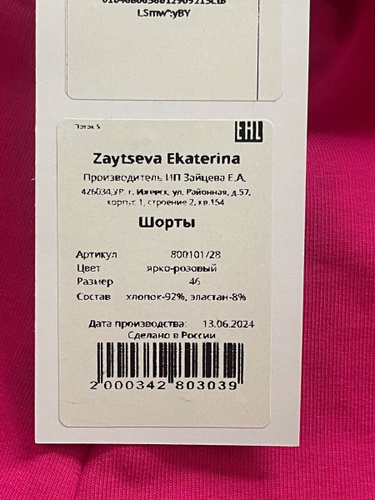 LSmw^:yBY
EAC
Zaytseva Ekaterina
Производитель ИП Зайцева Е.А.
426034,УР, г. Ижевск, ул. Районная, д.57,
корпус 1, строение 2, кв.154
Шорты
Артикул 800101/28
Цвет ярко-розовый
Размер 46
Состав хлопок-92%, эластан-8%
Дата производства: 13.06.2024
Сделано в России
2 000342 803039